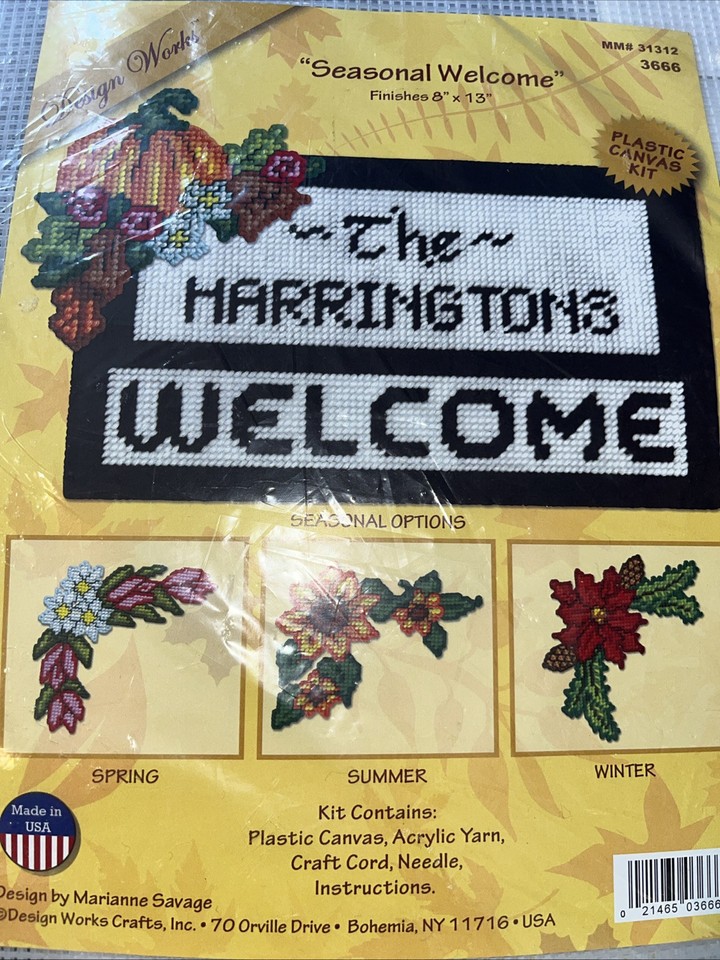 Design Works
MM# 31312
3666
"Seasonal Welcome"
Finishes 8" x 13"
PLASTIC
CANVAS
KIT
~The~
HARRINGTONS
WELCOME
SEASONAL OPTIONS
SPRING
SUMMER
WINTER
Made in
USA
Kit Contains:
Plastic Canvas, Acrylic Yarn,
Craft Cord, Needle,
Instructions.
Design by Marianne Savage
©Design Works Crafts, Inc. • 70 Orville Drive • Bohemia, NY 11716 • USA
0 21465 03666